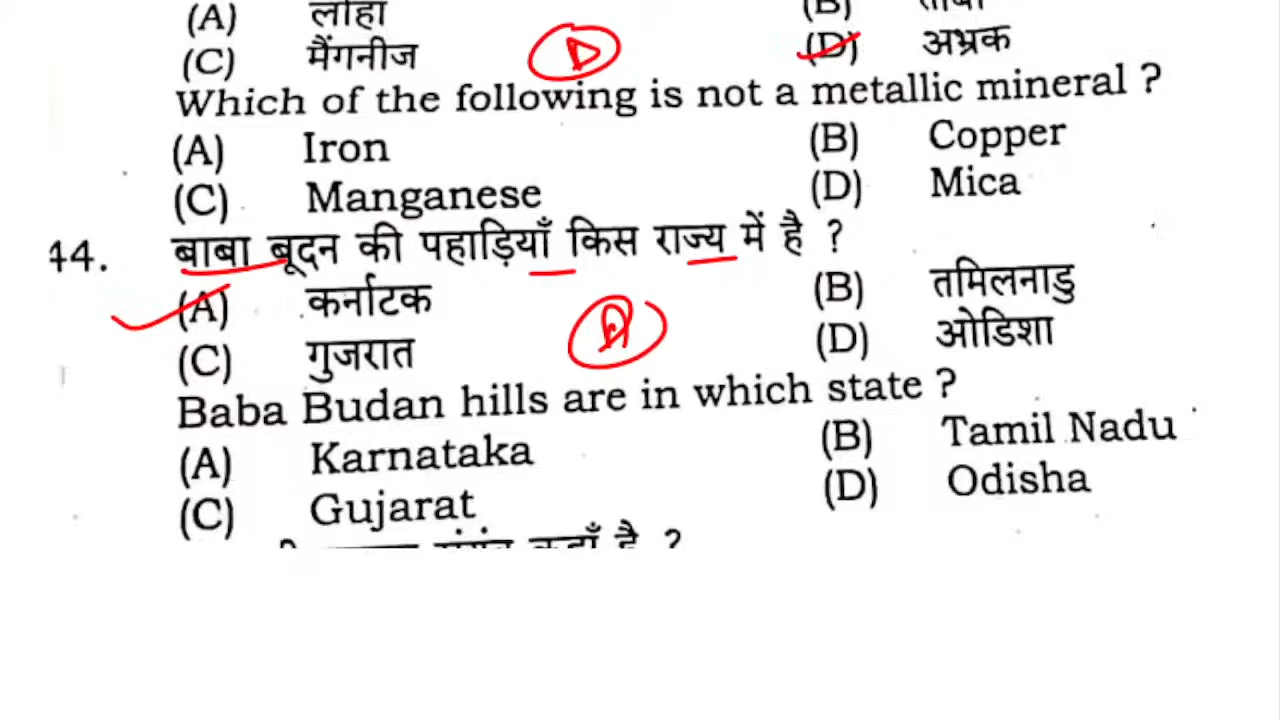 (A) लोहा (B) तांबा
(C) मैंगनीज D (D) अभ्रक
Which of the following is not a metallic mineral ?
(A) Iron (B) Copper
(C) Manganese (D) Mica
44. बाबा बूदन की पहाड़ियाँ किस राज्य में है ?
(A) कर्नाटक (B) तमिलनाडु
(C) गुजरात A (D) ओडिशा
Baba Budan hills are in which state ?
(A) Karnataka (B) Tamil Nadu
(C) Gujarat (D) Odisha
कहाँ है ?